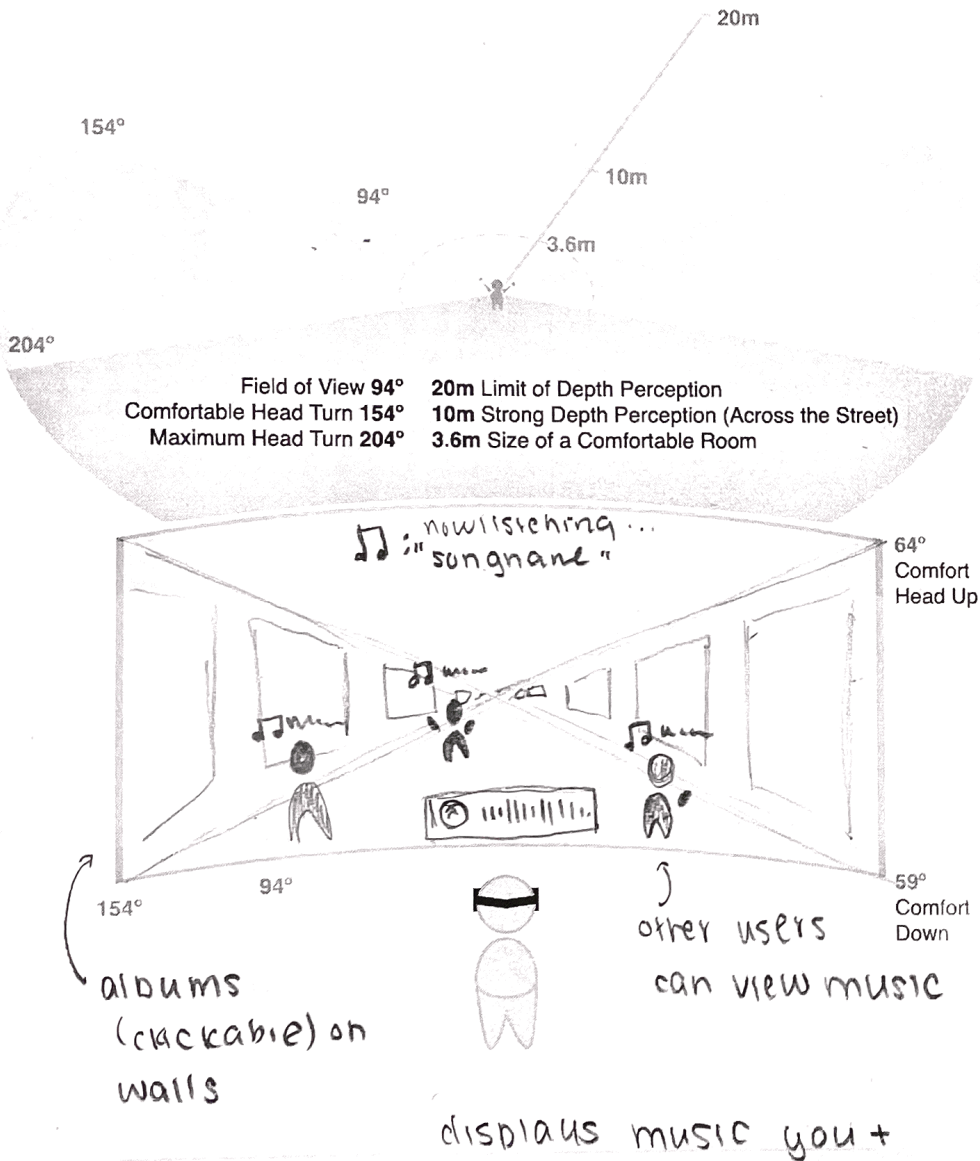 20m
154°
10m
94°
3.6m
204°
Field of View 94° 20m Limit of Depth Perception
Comfortable Head Turn 154° 10m Strong Depth Perception (Across the Street)
Maximum Head Turn 204° 3.6m Size of a Comfortable Room
now listening ...
: "songname"
64°
Comfort
Head Up
94°
154°
59°
Comfort
Down
other users
can view music
albums
(clickable) on
walls
displays music you +